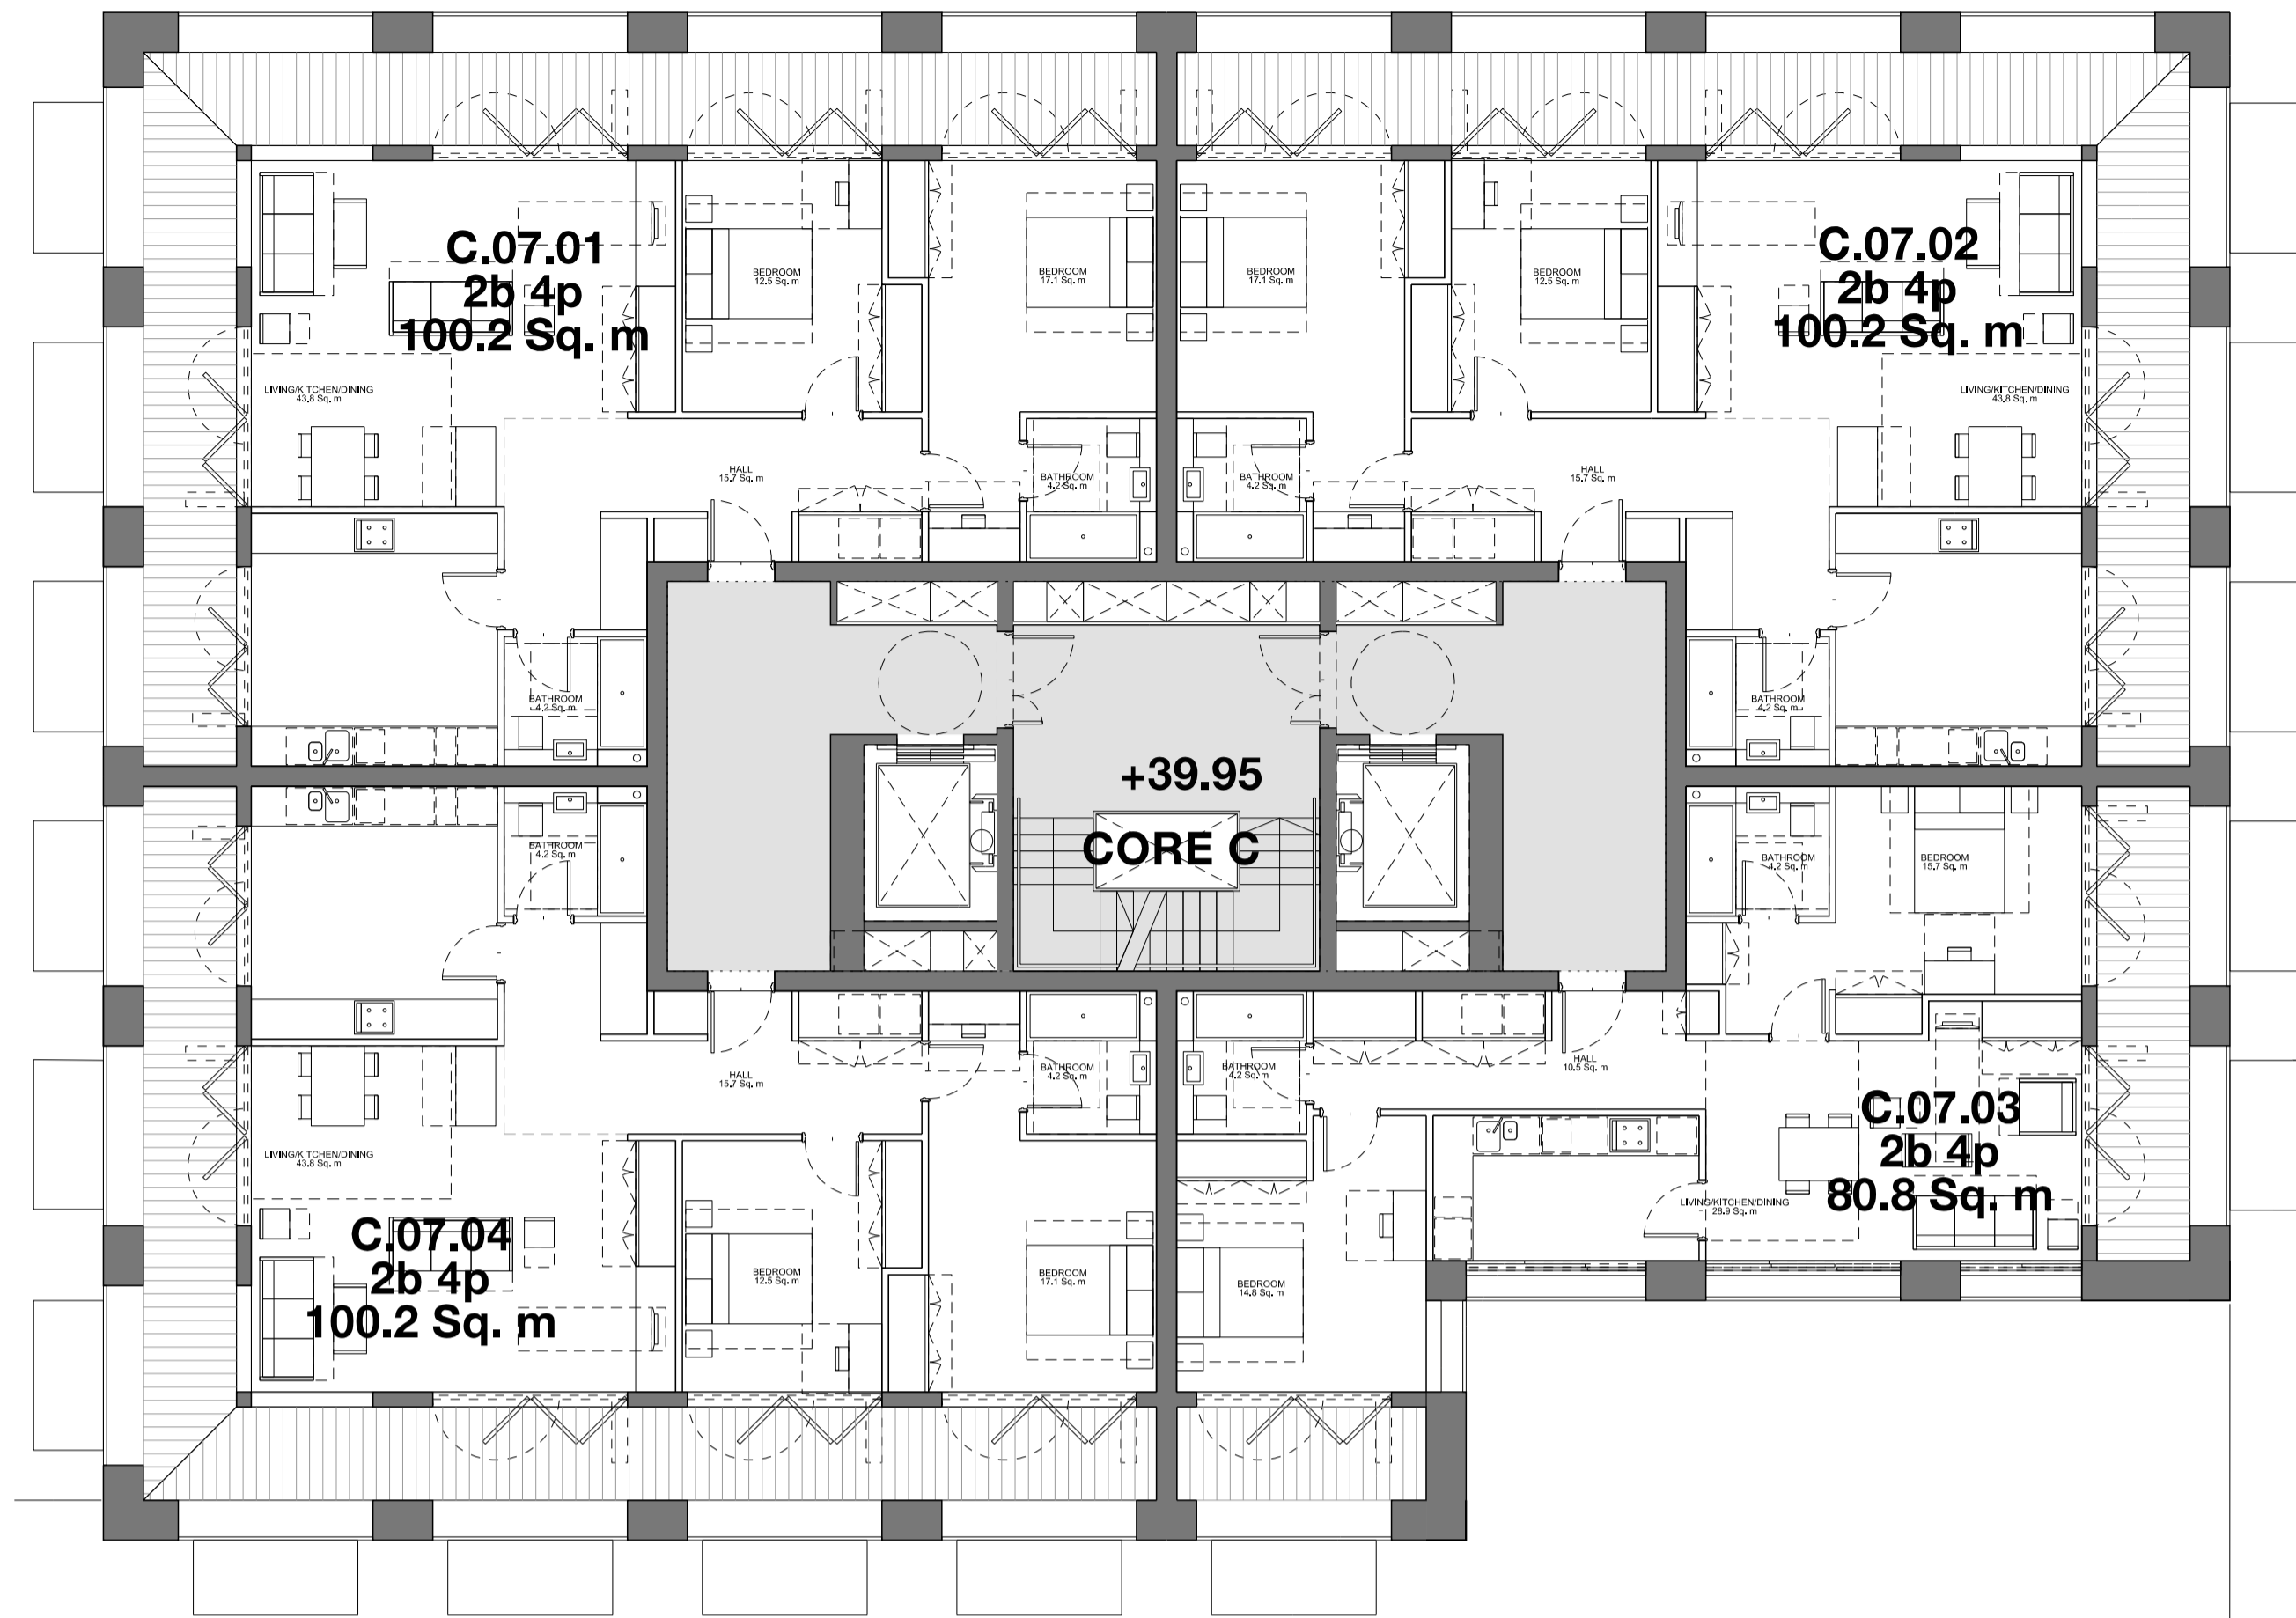 C.07.01
2b 4p
100.2 Sq. m
BEDROOM
12.5 Sq. m
BEDROOM
17.1 Sq. m
LIVING/KITCHEN/DINING
43.8 Sq. m
HALL
15.7 Sq. m
BATHROOM
4.2 Sq. m
BATHROOM
4.2 Sq. m
C.07.02
2b 4p
100.2 Sq. m
BEDROOM
17.1 Sq. m
BEDROOM
12.5 Sq. m
LIVING/KITCHEN/DINING
43.8 Sq. m
BATHROOM
4.2 Sq. m
HALL
15.7 Sq. m
BATHROOM
4.2 Sq. m
+39.95
CORE C
BATHROOM
4.2 Sq. m
HALL
15.7 Sq. m
BATHROOM
4.2 Sq. m
LIVING/KITCHEN/DINING
43.8 Sq. m
C.07.04
2b 4p
100.2 Sq. m
BEDROOM
12.5 Sq. m
BEDROOM
17.1 Sq. m
BATHROOM
4.2 Sq. m
BEDROOM
15.7 Sq. m
BATHROOM
4.2 Sq. m
HALL
10.5 Sq. m
C.07.03
2b 4p
80.8 Sq. m
LIVING/KITCHEN/DINING
28.9 Sq. m
BEDROOM
14.8 Sq. m